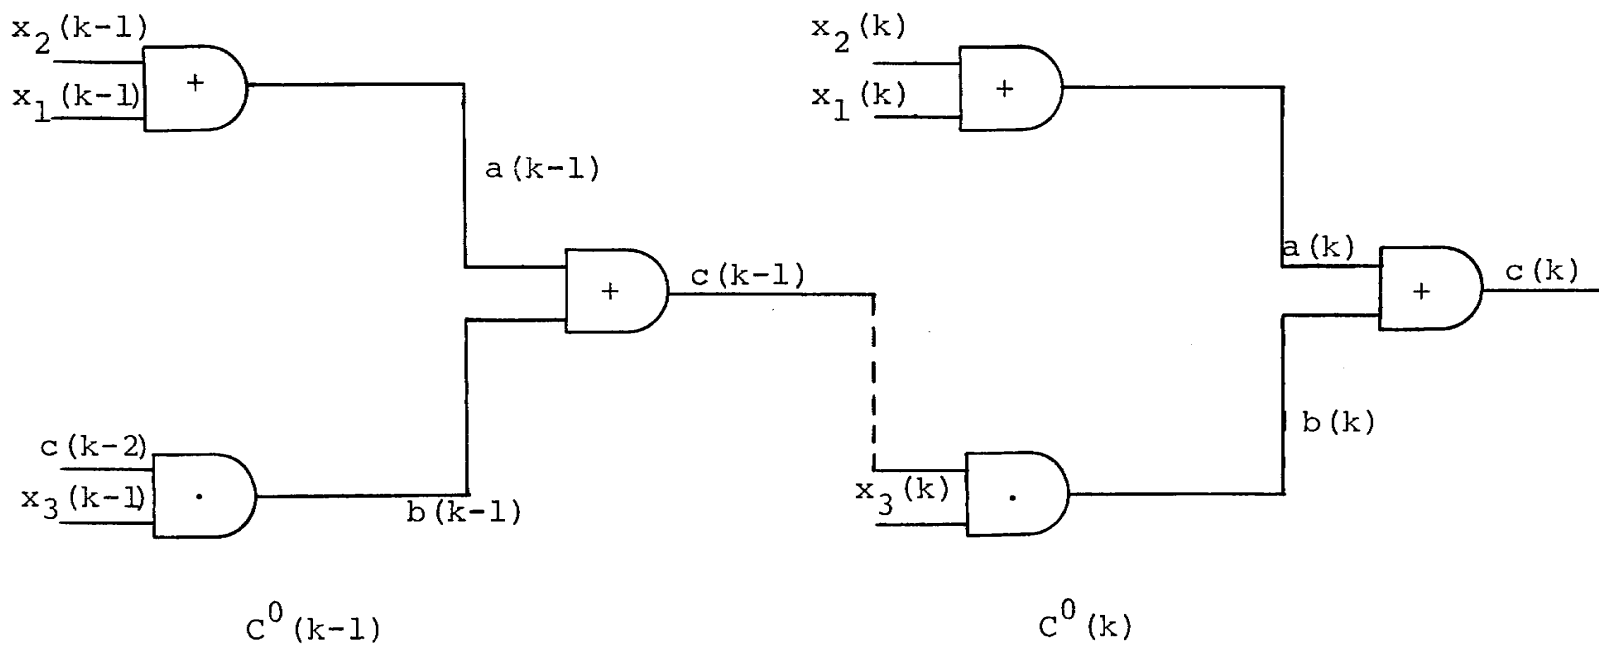 x₂(k-1)
x₁(k-1)
+
a(k-1)
+
c(k-1)
c(k-2)
x₃(k-1)
·
b(k-1)
C⁰(k-1)
x₂(k)
x₁(k)
+
a(k)
+
c(k)
b(k)
x₃(k)
·
C⁰(k)